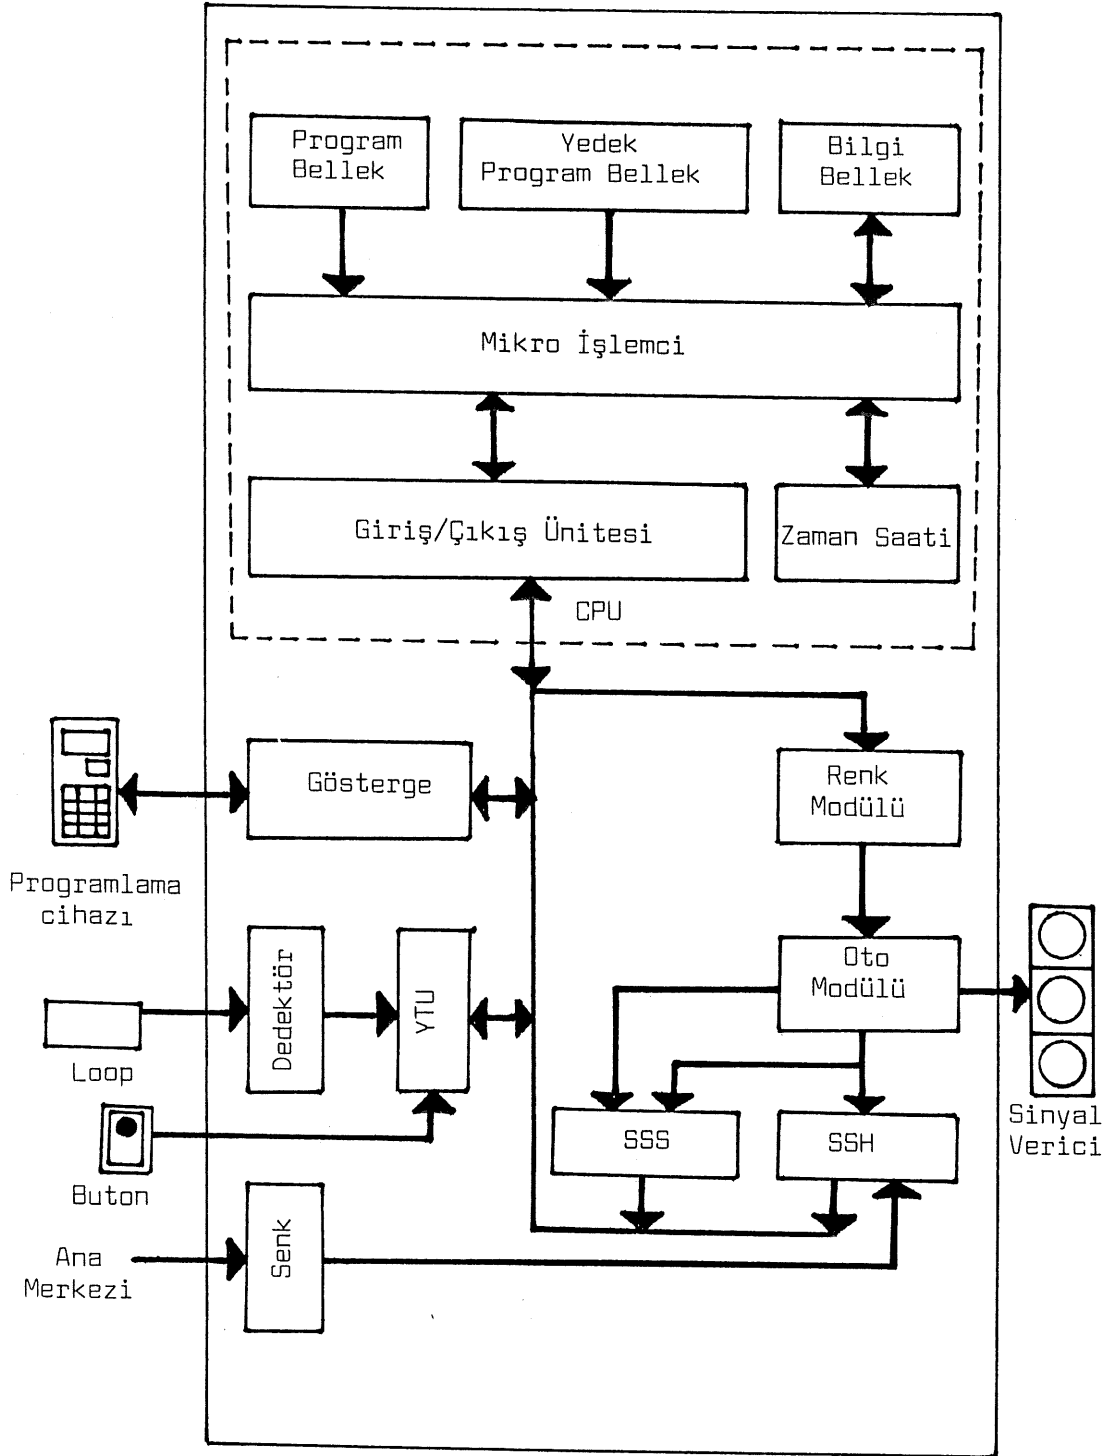 Program
Bellek
Yedek
Program Bellek
Bilgi
Bellek
Mikro İşlemci
Giriş/Çıkış Ünitesi
Zaman Saati
CPU
Gösterge
Renk
Modülü
Programlama
cihazı
Dedektör
YTU
Oto
Modülü
Loop
Sinyal
Verici
SSS
SSH
Buton
Senk
Ana
Merkezi